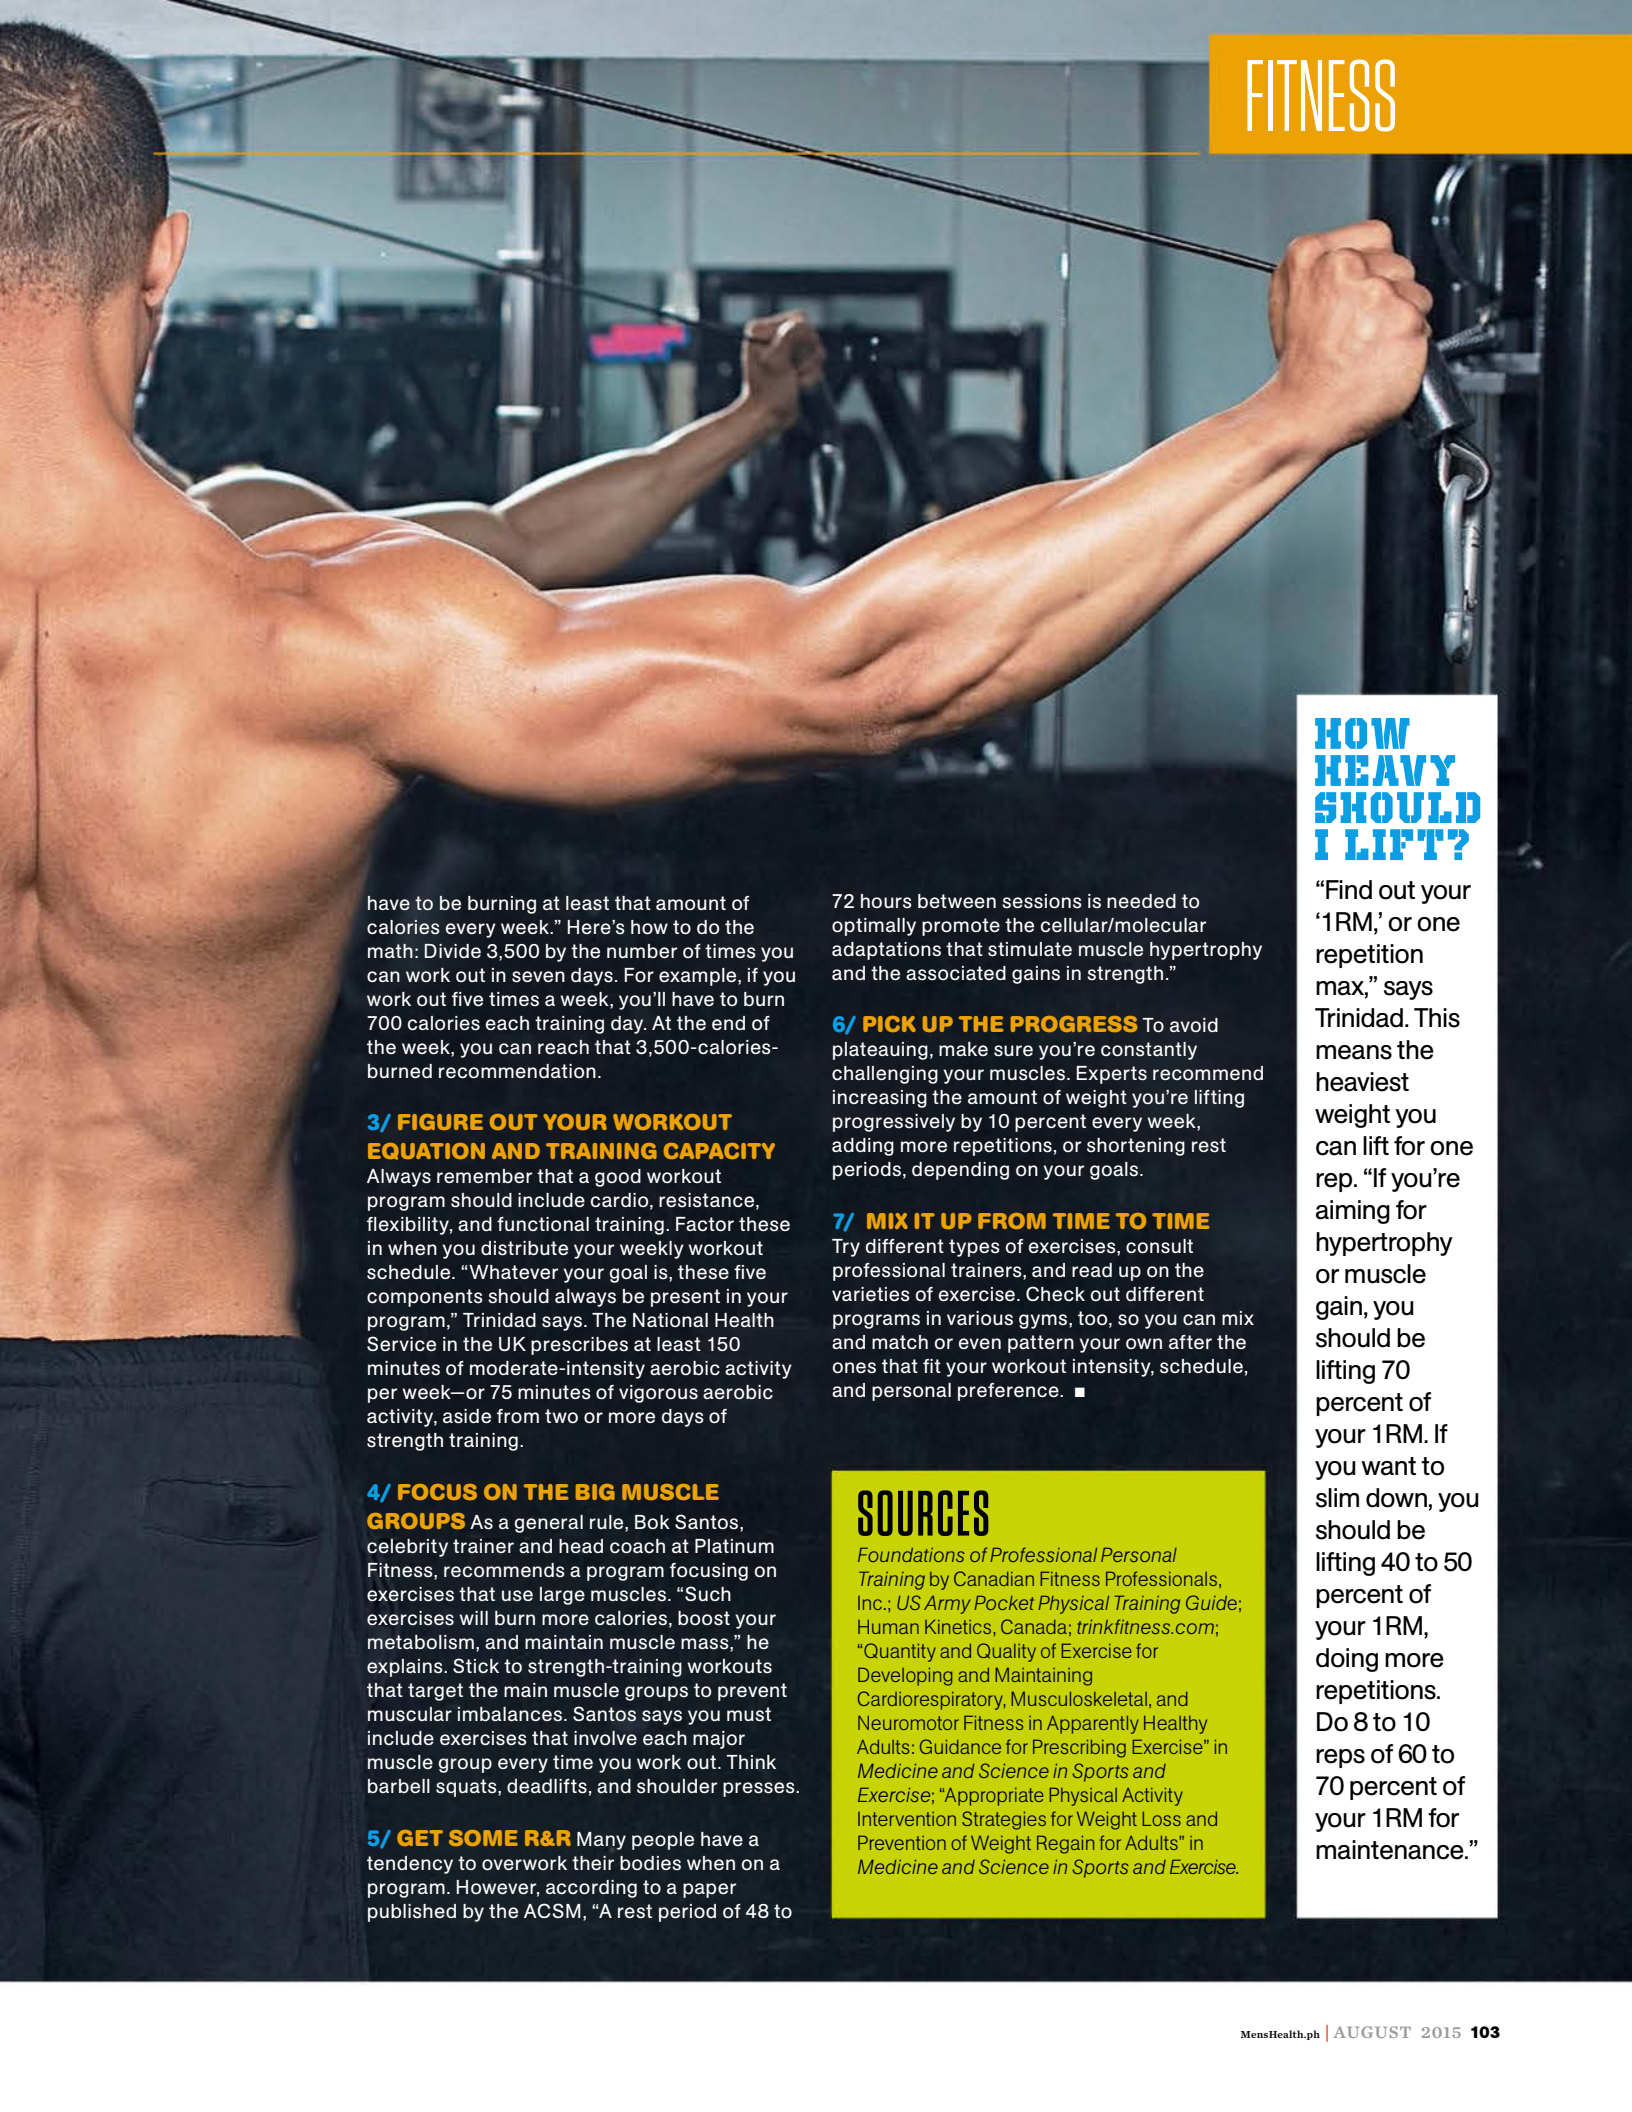 FITNESS
have to be burning at least that amount of
calories every week.” Here’s how to do the
math: Divide 3,500 by the number of times you
can work out in seven days. For example, if you
work out five times a week, you’ll have to burn
700 calories each training day. At the end of
the week, you can reach that 3,500-calories-
burned recommendation.
3/ FIGURE OUT YOUR WORKOUT
EQUATION AND TRAINING CAPACITY
Always remember that a good workout
program should include cardio, resistance,
flexibility, and functional training. Factor these
in when you distribute your weekly workout
schedule. “Whatever your goal is, these five
components should always be present in your
program,” Trinidad says. The National Health
Service in the UK prescribes at least 150
minutes of moderate-intensity aerobic activity
per week—or 75 minutes of vigorous aerobic
activity, aside from two or more days of
strength training.
4/ FOCUS ON THE BIG MUSCLE
GROUPS As a general rule, Bok Santos,
celebrity trainer and head coach at Platinum
Fitness, recommends a program focusing on
exercises that use large muscles. “Such
exercises will burn more calories, boost your
metabolism, and maintain muscle mass,” he
explains. Stick to strength-training workouts
that target the main muscle groups to prevent
muscular imbalances. Santos says you must
include exercises that involve each major
muscle group every time you work out. Think
barbell squats, deadlifts, and shoulder presses.
5/ GET SOME R&R Many people have a
tendency to overwork their bodies when on a
program. However, according to a paper
published by the ACSM, “A rest period of 48 to
72 hours between sessions is needed to
optimally promote the cellular/molecular
adaptations that stimulate muscle hypertrophy
and the associated gains in strength.”
6/ PICK UP THE PROGRESS To avoid
plateauing, make sure you’re constantly
challenging your muscles. Experts recommend
increasing the amount of weight you’re lifting
progressively by 10 percent every week,
adding more repetitions, or shortening rest
periods, depending on your goals.
7/ MIX IT UP FROM TIME TO TIME
Try different types of exercises, consult
professional trainers, and read up on the
varieties of exercise. Check out different
programs in various gyms, too, so you can mix
and match or even pattern your own after the
ones that fit your workout intensity, schedule,
and personal preference. ■
SOURCES
Foundations of Professional Personal
Training by Canadian Fitness Professionals,
Inc.; US Army Pocket Physical Training Guide;
Human Kinetics, Canada; trinkfitness.com;
“Quantity and Quality of Exercise for
Developing and Maintaining
Cardiorespiratory, Musculoskeletal, and
Neuromotor Fitness in Apparently Healthy
Adults: Guidance for Prescribing Exercise” in
Medicine and Science in Sports and
Exercise; “Appropriate Physical Activity
Intervention Strategies for Weight Loss and
Prevention of Weight Regain for Adults” in
Medicine and Science in Sports and Exercise.
HOW
HEAVY
SHOULD
I LIFT?
“Find out your
‘1RM,’ or one
repetition
max,” says
Trinidad. This
means the
heaviest
weight you
can lift for one
rep. “If you’re
aiming for
hypertrophy
or muscle
gain, you
should be
lifting 70
percent of
your 1RM. If
you want to
slim down, you
should be
lifting 40 to 50
percent of
your 1RM,
doing more
repetitions.
Do 8 to 10
reps of 60 to
70 percent of
your 1RM for
maintenance.”
MensHealth.ph | AUGUST 2015 103